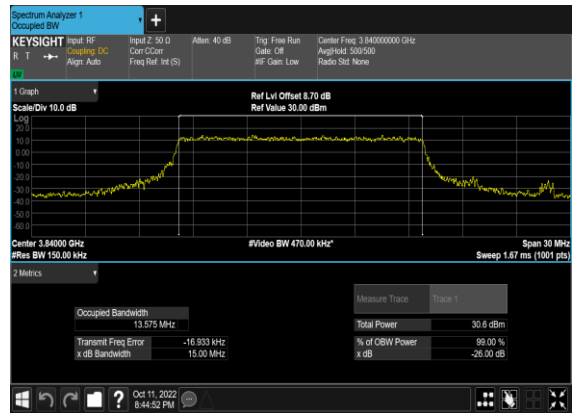 Spectrum Analyzer 1
Occupied BW
KEYSIGHT
R T
LW
Input: RF
Coupling: DC
Align: Auto
Input Z: 50 Ω
Corr CCorr
Freq Ref: Int (S)
Atten: 40 dB
Trig: Free Run
Gate: Off
#IF Gain: Low
Center Freq: 3.840000000 GHz
Avg|Hold: 500/500
Radio Std: None
1 Graph
Scale/Div 10.0 dB
Ref Lvl Offset 8.70 dB
Ref Value 30.00 dBm
Log
20.0
10.0
0.00
-10.0
-20.0
-30.0
-40.0
-50.0
-60.0
Center 3.84000 GHz
#Res BW 150.00 kHz
#Video BW 470.00 kHz*
Span 30 MHz
Sweep 1.67 ms (1001 pts)
2 Metrics
Measure Trace Trace 1
Occupied Bandwidth
13.575 MHz
Total Power 30.6 dBm
Transmit Freq Error -16.933 kHz
% of OBW Power 99.00 %
x dB Bandwidth 15.00 MHz
x dB -26.00 dB
Oct 11, 2022
8:44:52 PM